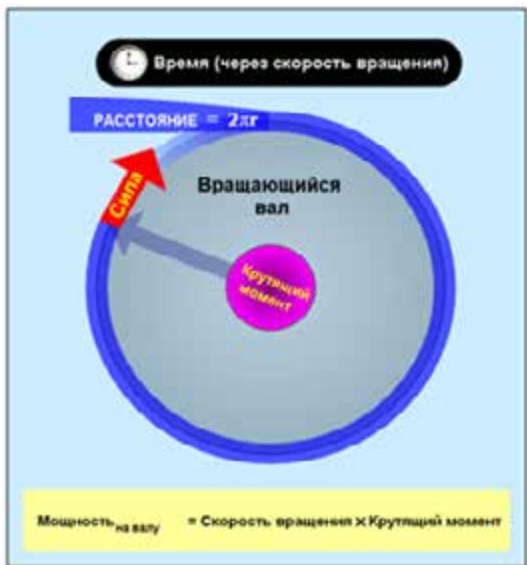 Время (через скорость вращения)
РАССТОЯНИЕ = 2πr
Сила
Вращающийся
вал
Крутящий
момент
Мощность на валу = Скорость вращения × Крутящий момент